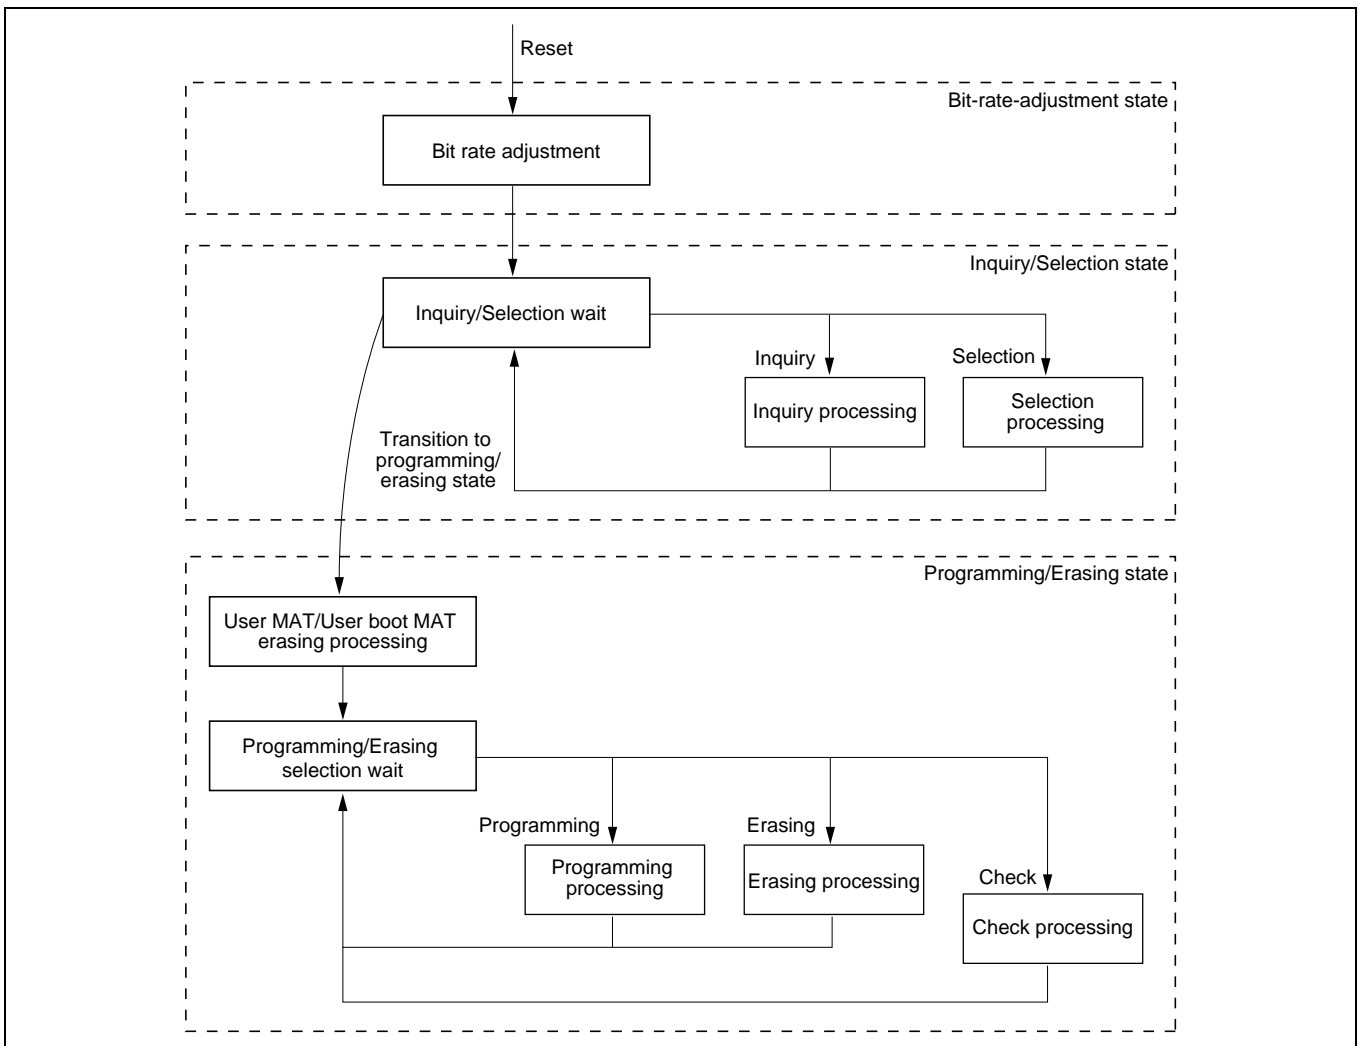 Reset
Bit-rate-adjustment state
Bit rate adjustment
Inquiry/Selection state
Inquiry/Selection wait
Inquiry
Selection
Inquiry processing
Selection
processing
Transition to
programming/
erasing state
Programming/Erasing state
User MAT/User boot MAT
erasing processing
Programming/Erasing
selection wait
Programming
Erasing
Programming
processing
Erasing processing
Check
Check processing